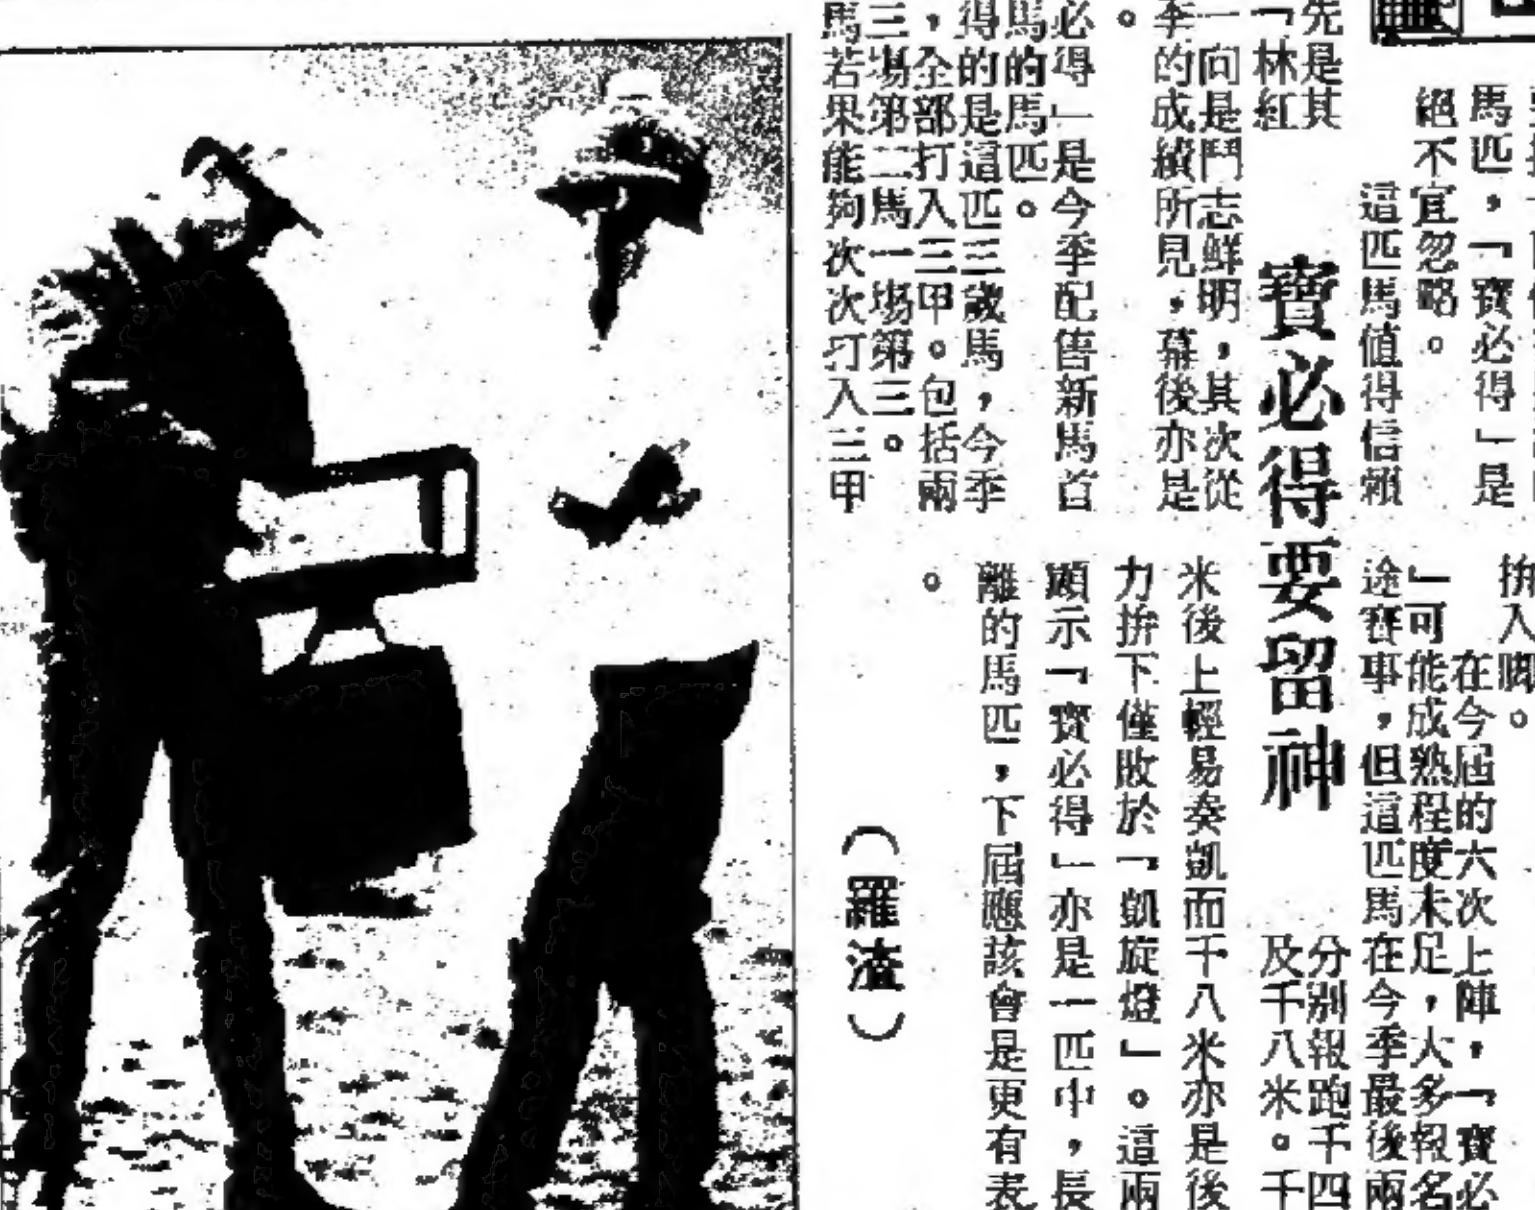 馬匹，「寶必得」是
絕不宜忽略。
這匹馬值得信賴
先是其
「林紅
一向是鬥志鮮明，其次從
季的成績所見，幕後亦是
。
必得」是今季配售新馬首
馬的馬匹。
得的是這匹三歲馬，今季
，全部打入三甲。包括兩
三場第二馬一場第三。
馬若果能夠次次打入三甲
寶必得要留神
拚入腳。
在今屆的六次上陣，「寶必
」可能成熟程度未足，大多報名
途賽事，但這匹馬在今季最後兩
分別報跑千四
及千八米。千
米後上輕易奏凱而千八米亦是後
力拚下僅敗於「凱旋燈」。這兩
顯示「寶必得」亦是一匹中，長
離的馬匹，下屆應該會是更有表
。
（羅渣）